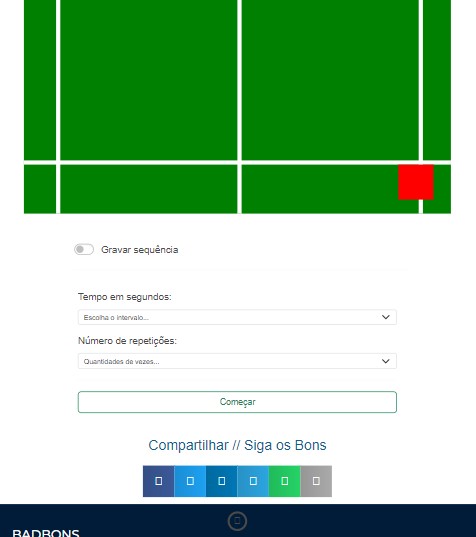 Gravar sequência
Tempo em segundos:
Escolha o intervalo...
Número de repetições:
Quantidades de vezes...
Começar
Compartilhar // Siga os Bons
BADBONS